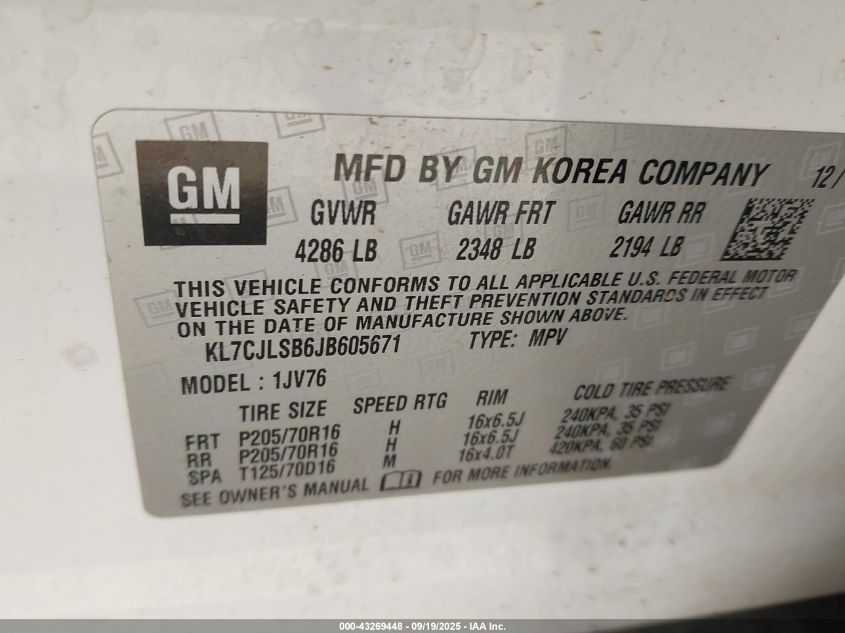 GM
MFD BY GM KOREA COMPANY 12/
GVWR GAWR FRT GAWR RR
4286 LB 2348 LB 2194 LB
THIS VEHICLE CONFORMS TO ALL APPLICABLE U.S. FEDERAL MOTOR
VEHICLE SAFETY AND THEFT PREVENTION STANDARDS IN EFFECT
ON THE DATE OF MANUFACTURE SHOWN ABOVE.
KL7CJLSB6JB605671 TYPE: MPV
MODEL : 1JV76
TIRE SIZE SPEED RTG RIM COLD TIRE PRESSURE
FRT P205/70R16 H 16x6.5J 240KPA, 35 PSI
RR P205/70R16 H 16x6.5J 240KPA, 35 PSI
SPA T125/70D16 M 16x4.0T 420KPA, 60 PSI
SEE OWNER'S MANUAL FOR MORE INFORMATION.
000-43269448 - 09/19/2025 - IAA Inc.